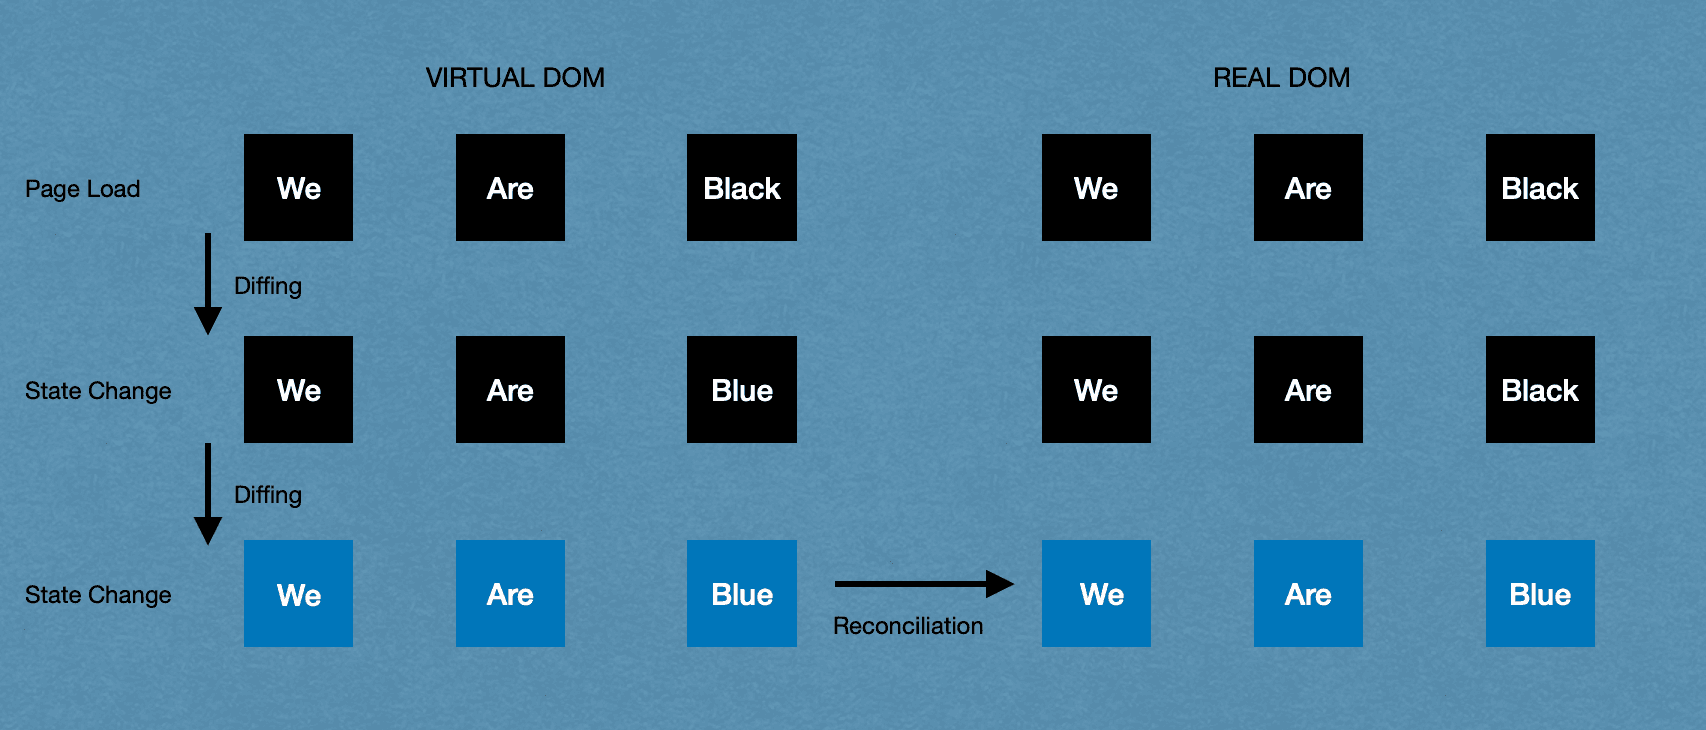 VIRTUAL DOM REAL DOM
Page Load We Are Black We Are Black
Diffing
State Change We Are Blue We Are Black
Diffing
State Change We Are Blue We Are Blue
Reconciliation